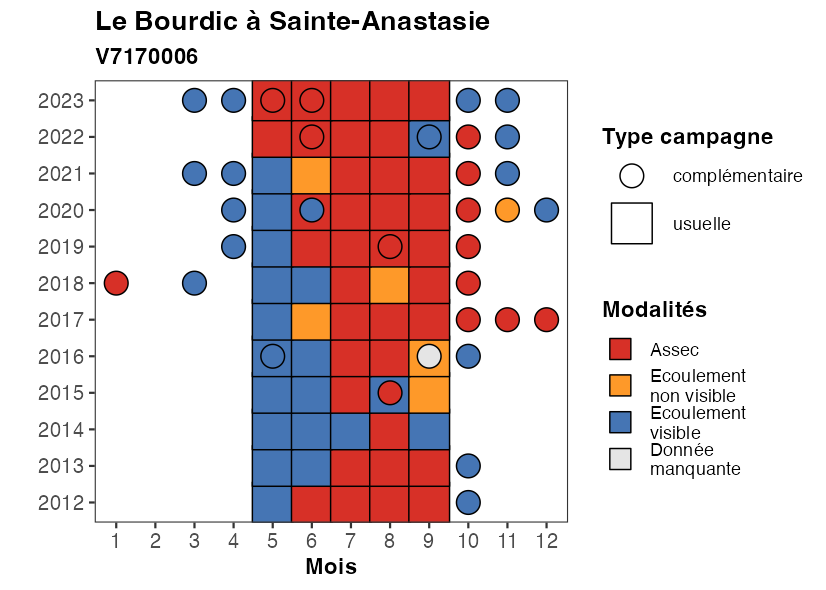 Le Bourdic à Sainte-Anastasie
V7170006
2023
2022
2021
2020
2019
2018
2017
2016
2015
2014
2013
2012
1 2 3 4 5 6 7 8 9 10 11 12
Mois
Type campagne
complémentaire
usuelle
Modalités
Assec
Ecoulement
non visible
Ecoulement
visible
Donnée
manquante